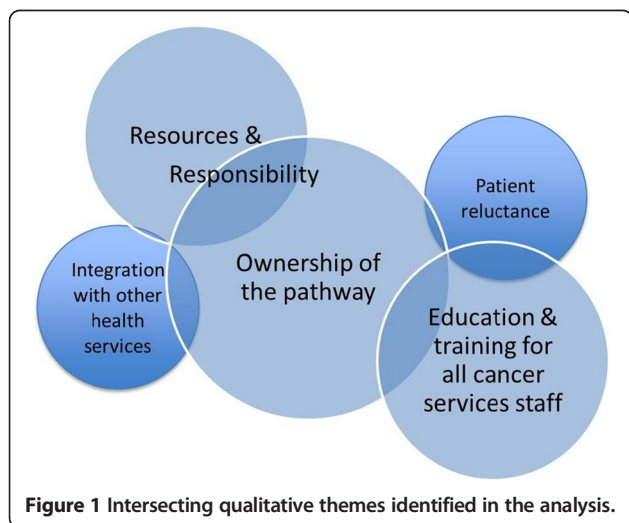 Resources &
Responsibility
Patient
reluctance
Integration
with other
health
services
Ownership of
the pathway
Education &
training for
all cancer
services staff
Figure 1 Intersecting qualitative themes identified in the analysis.